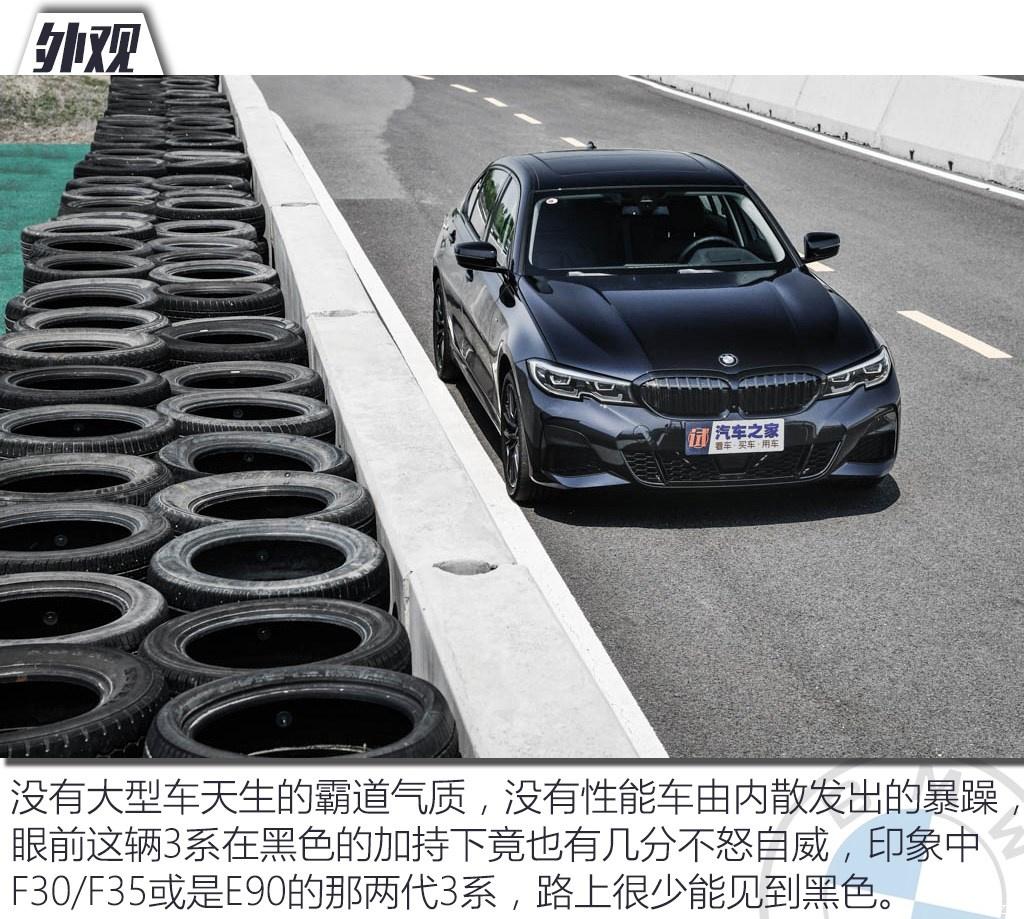 外观
汽车之家
看车·买车·用车
没有大型车天生的霸道气质，没有性能车由内散发出的暴躁，
眼前这辆3系在黑色的加持下竟也有几分不怒自威，印象中
F30/F35或是E90的那两代3系，路上很少能见到黑色。
BMW